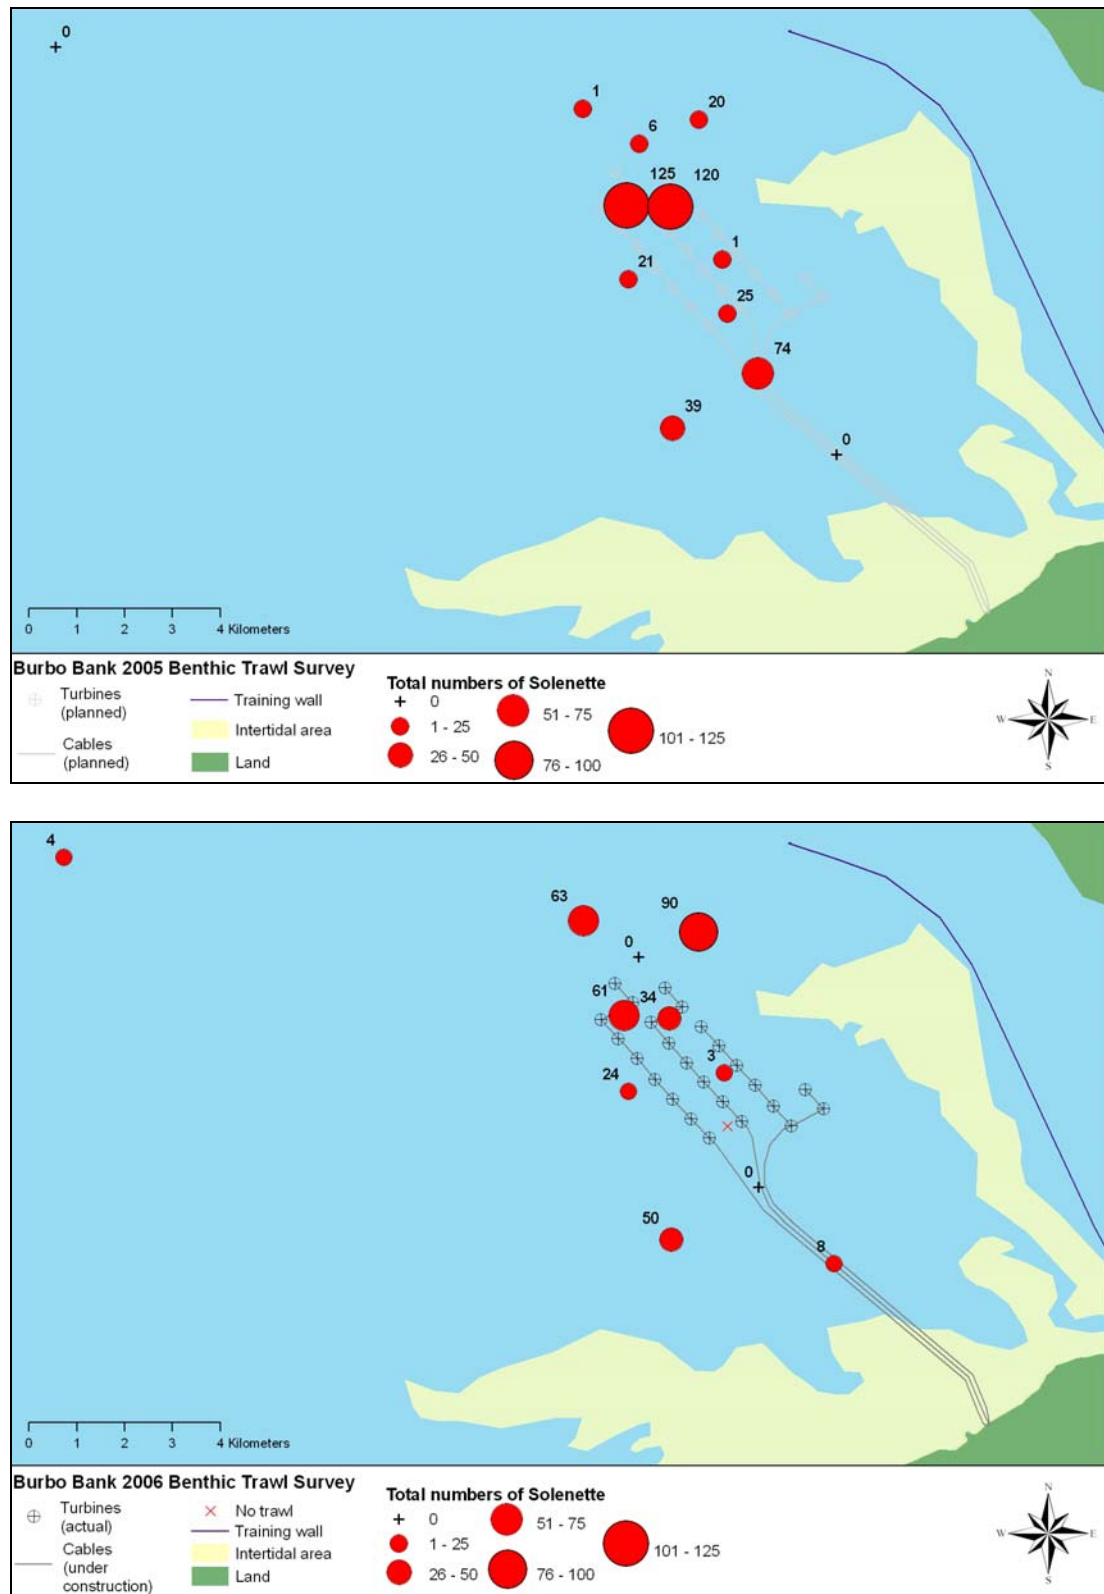 0
1
20
6
125 120
1
21
25
74
39
0
0 1 2 3 4 Kilometers
Burbo Bank 2005 Benthic Trawl Survey
Turbines
(planned)
Cables
(planned)
Training wall
Intertidal area
Land
Total numbers of Solenette
0
1 - 25
26 - 50
51 - 75
76 - 100
101 - 125
N
W E
S
4
63
90
0
61 34
3
24
0
50
8
0 1 2 3 4 Kilometers
Burbo Bank 2006 Benthic Trawl Survey
Turbines
(actual)
Cables
(under
construction)
No trawl
Training wall
Intertidal area
Land
Total numbers of Solenette
0
1 - 25
26 - 50
51 - 75
76 - 100
101 - 125
N
W E
S